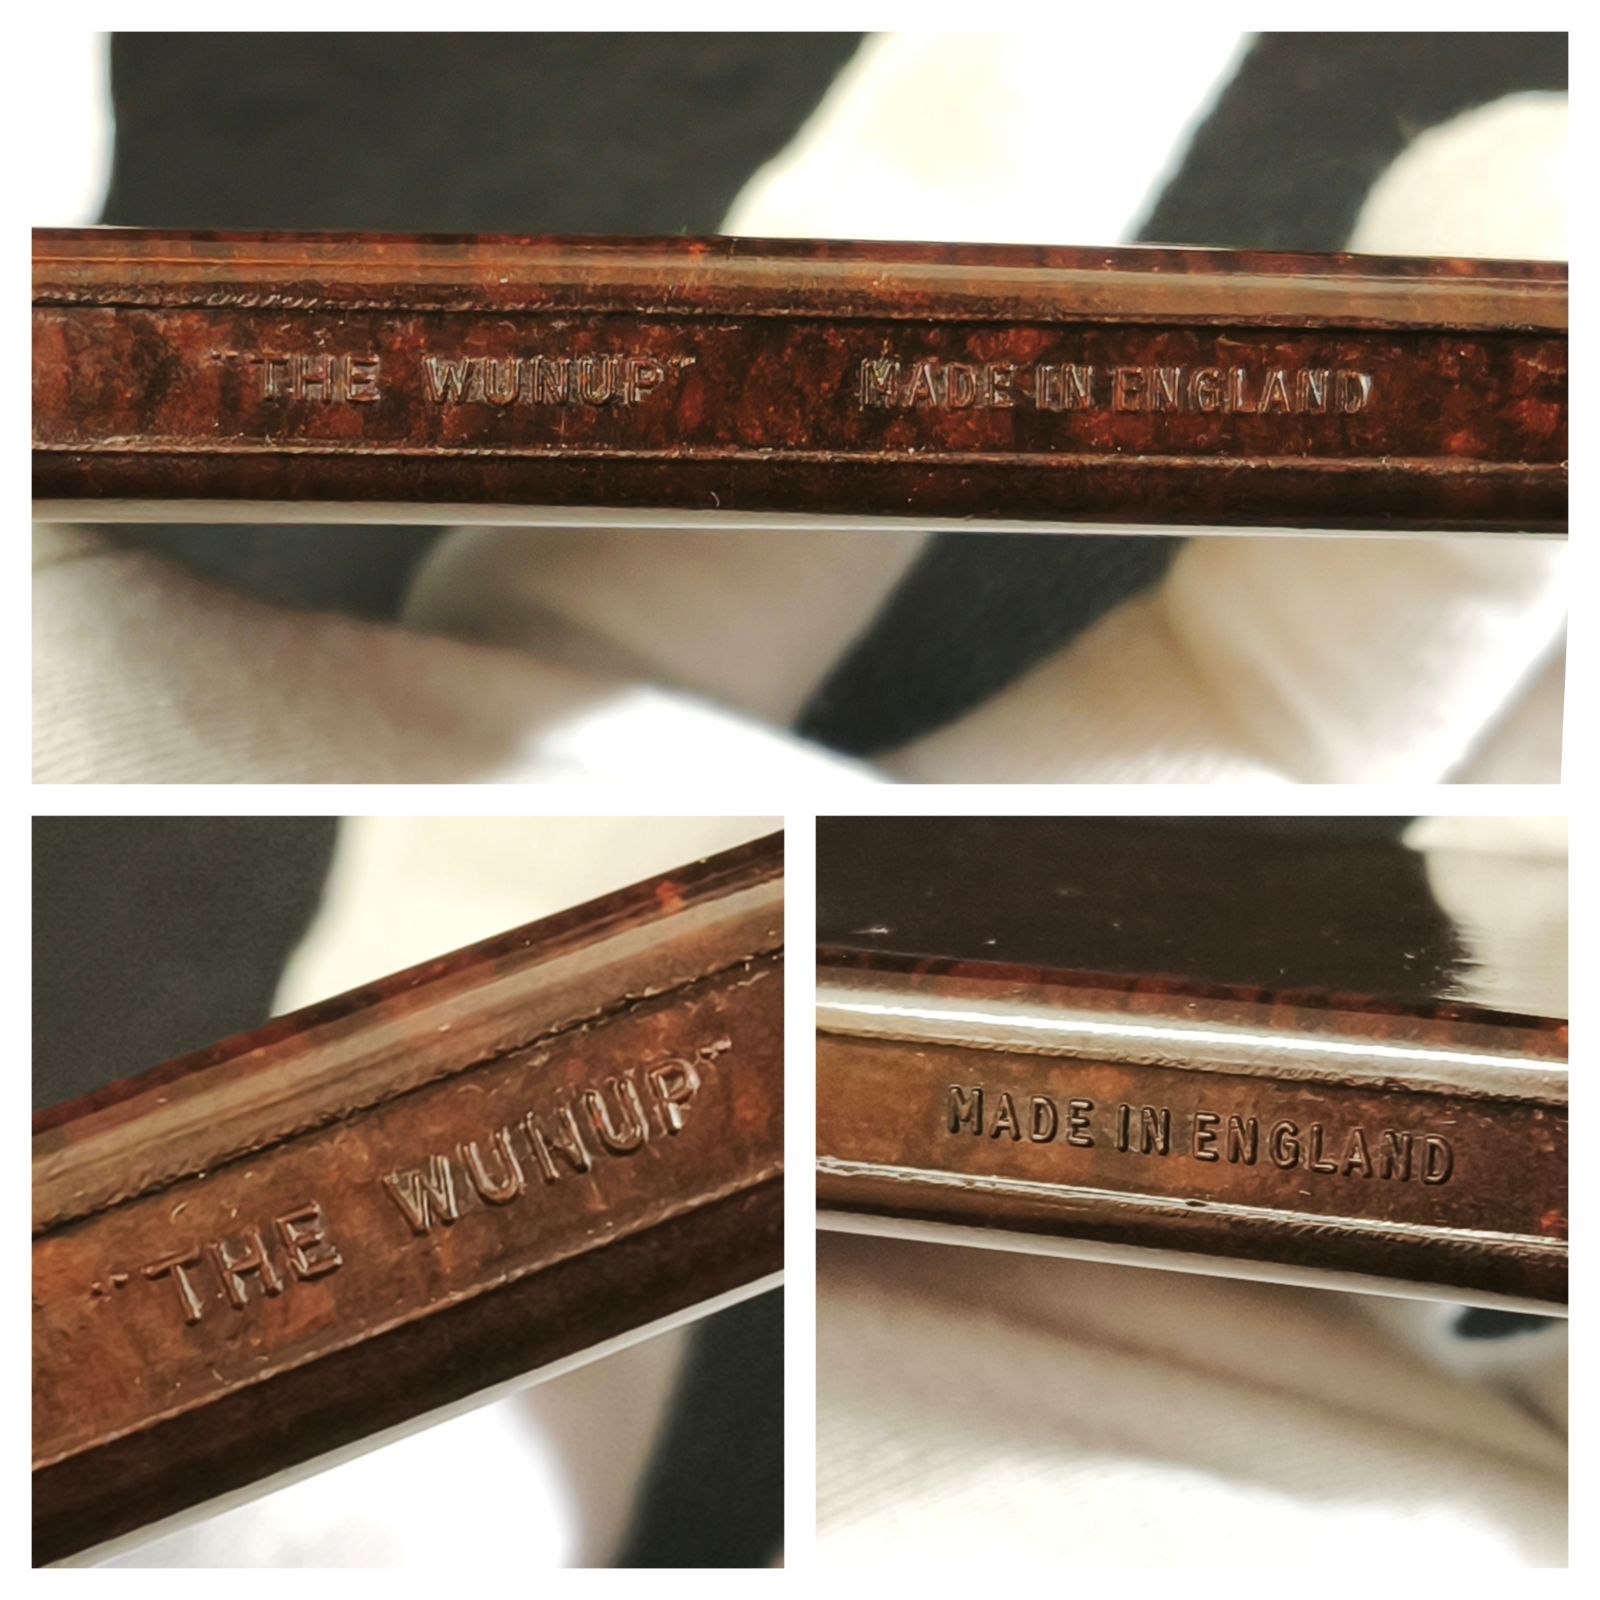 "THE WUNUP" MADE IN ENGLAND
"THE WUNUP"
MADE IN ENGLAND